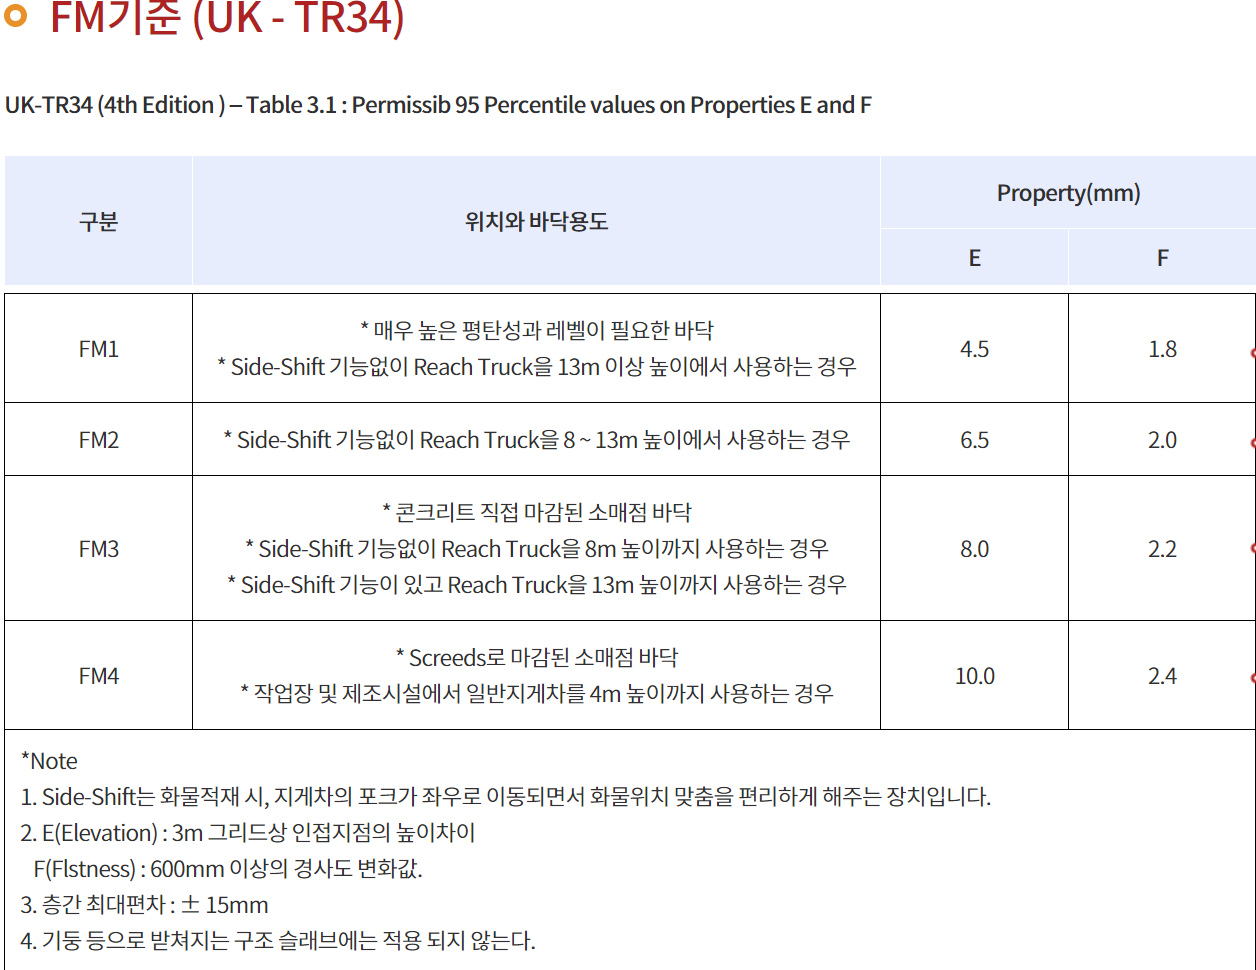 FM기준 (UK - TR34)
UK-TR34 (4th Edition ) – Table 3.1 : Permissib 95 Percentile values on Properties E and F
구분
위치와 바닥용도
Property(mm)
E
F
FM1
* 매우 높은 평탄성과 레벨이 필요한 바닥
* Side-Shift 기능없이 Reach Truck을 13m 이상 높이에서 사용하는 경우
4.5
1.8
FM2
* Side-Shift 기능없이 Reach Truck을 8 ~ 13m 높이에서 사용하는 경우
6.5
2.0
FM3
* 콘크리트 직접 마감된 소매점 바닥
* Side-Shift 기능없이 Reach Truck을 8m 높이까지 사용하는 경우
* Side-Shift 기능이 있고 Reach Truck을 13m 높이까지 사용하는 경우
8.0
2.2
FM4
* Screeds로 마감된 소매점 바닥
* 작업장 및 제조시설에서 일반지게차를 4m 높이까지 사용하는 경우
10.0
2.4
*Note
1. Side-Shift는 화물적재 시, 지게차의 포크가 좌우로 이동되면서 화물위치 맞춤을 편리하게 해주는 장치입니다.
2. E(Elevation) : 3m 그리드상 인접지점의 높이차이
F(Flstness) : 600mm 이상의 경사도 변화값.
3. 층간 최대편차 : ± 15mm
4. 기둥 등으로 받쳐지는 구조 슬래브에는 적용 되지 않는다.